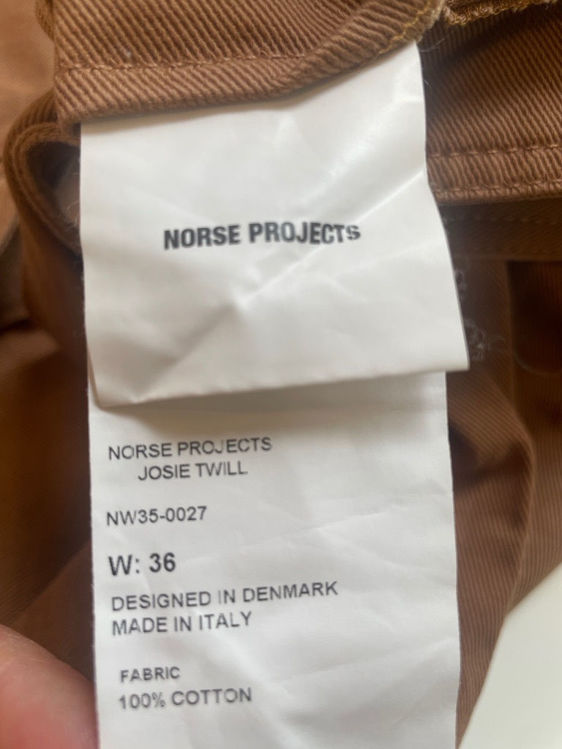 NORSE PROJECTS
NORSE PROJECTS
JOSIE TWILL
NW35-0027
W: 36
DESIGNED IN DENMARK
MADE IN ITALY
FABRIC
100% COTTON